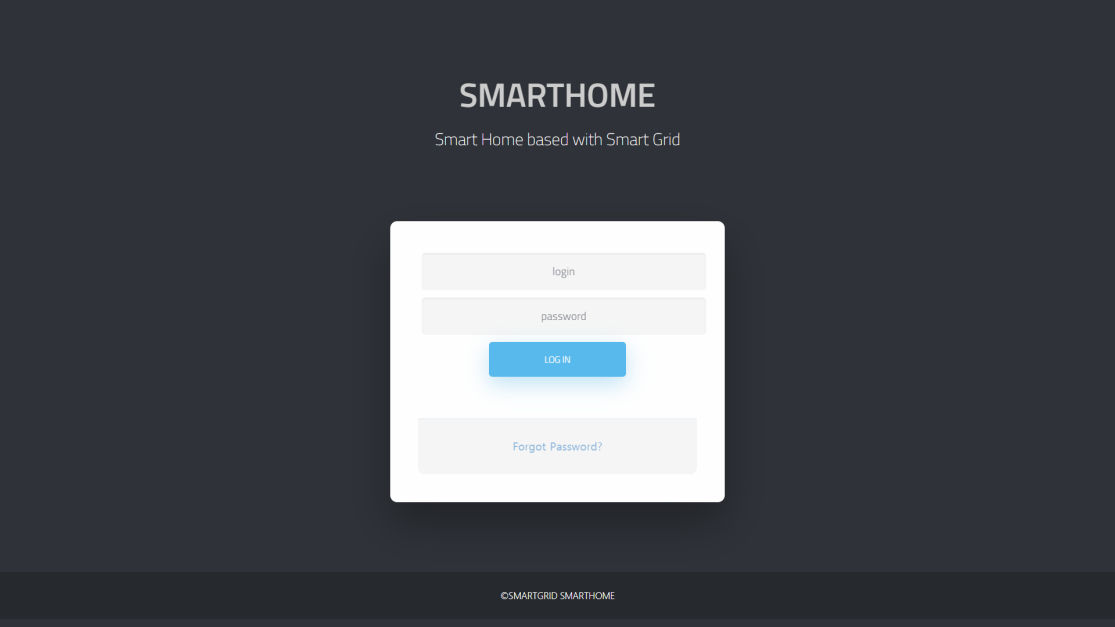 SMARTHOME
Smart Home based with Smart Grid
login
password
LOG IN
Forgot Password?
©SMARTGRID SMARTHOME